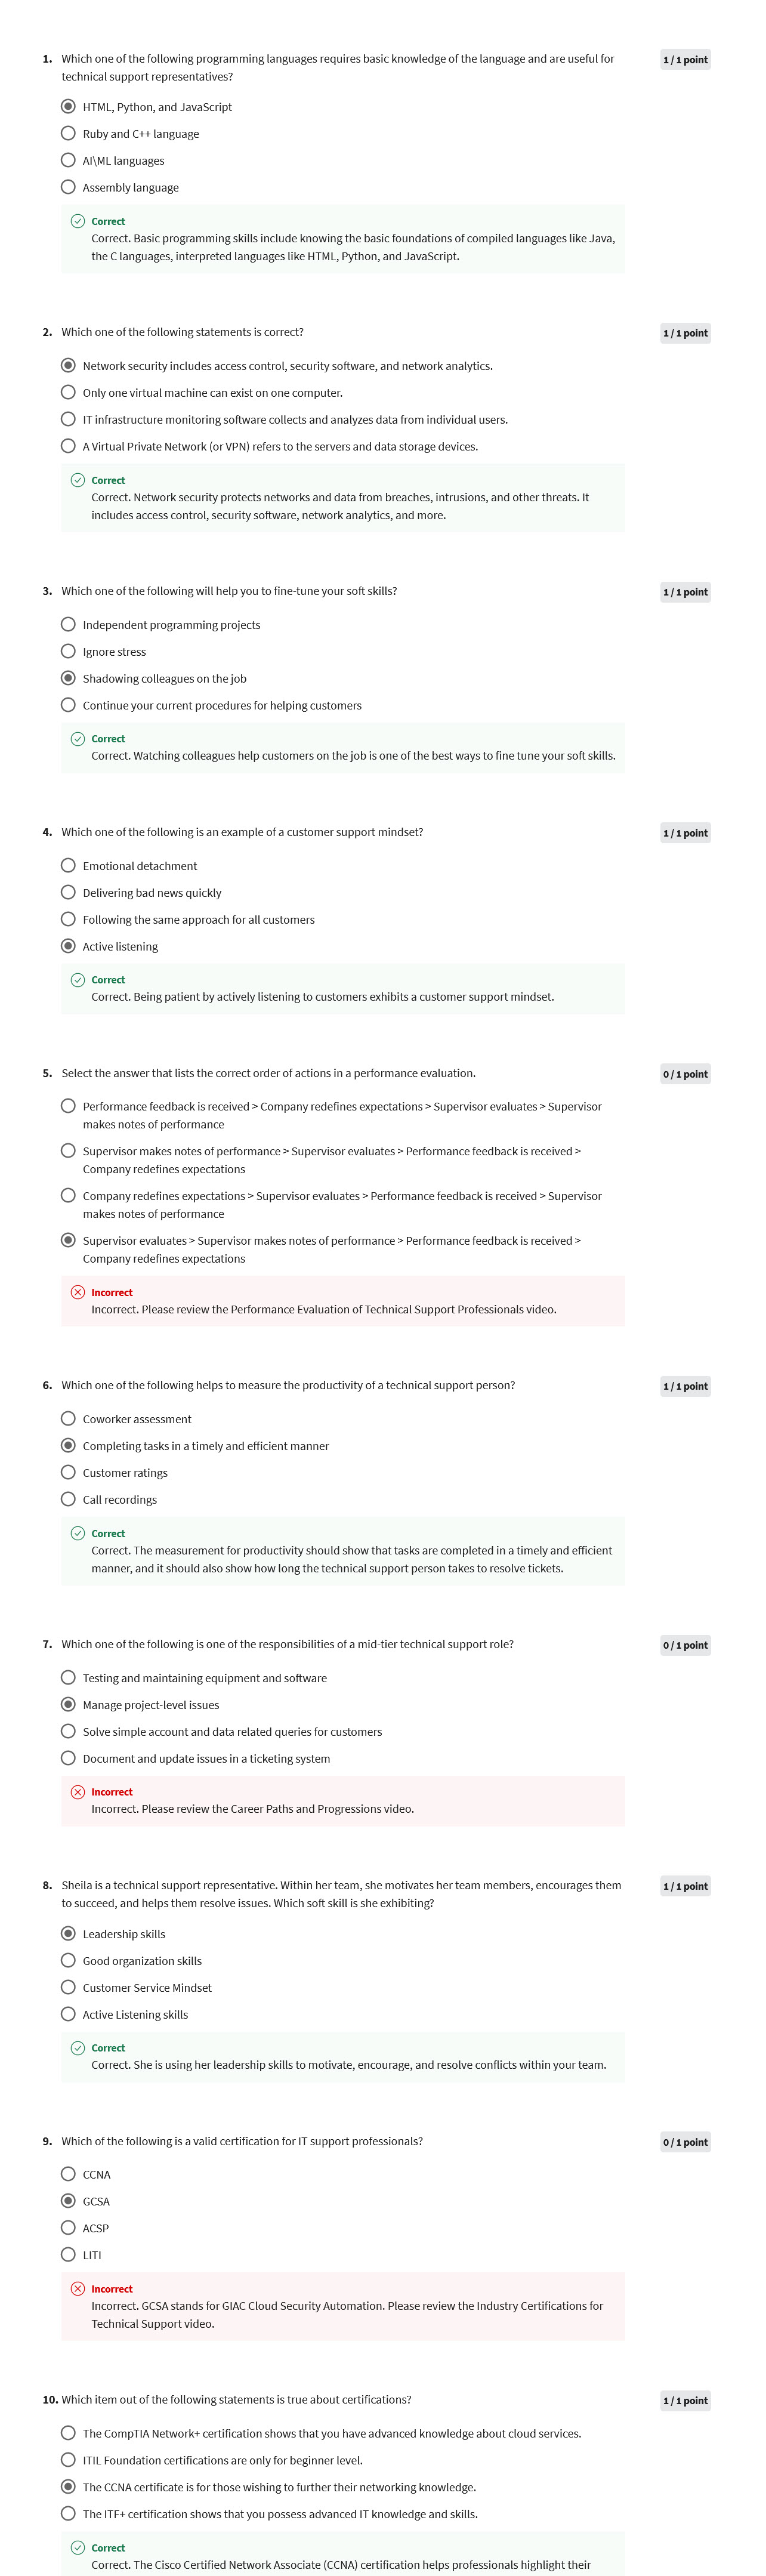 1. Which one of the following programming languages requires basic knowledge of the language and are useful for
technical support representatives?
1 / 1 point
HTML, Python, and JavaScript
Ruby and C++ language
AI\ML languages
Assembly language
Correct
Correct. Basic programming skills include knowing the basic foundations of compiled languages like Java,
the C languages, interpreted languages like HTML, Python, and JavaScript.
2. Which one of the following statements is correct?
1 / 1 point
Network security includes access control, security software, and network analytics.
Only one virtual machine can exist on one computer.
IT infrastructure monitoring software collects and analyzes data from individual users.
A Virtual Private Network (or VPN) refers to the servers and data storage devices.
Correct
Correct. Network security protects networks and data from breaches, intrusions, and other threats. It
includes access control, security software, network analytics, and more.
3. Which one of the following will help you to fine-tune your soft skills?
1 / 1 point
Independent programming projects
Ignore stress
Shadowing colleagues on the job
Continue your current procedures for helping customers
Correct
Correct. Watching colleagues help customers on the job is one of the best ways to fine tune your soft skills.
4. Which one of the following is an example of a customer support mindset?
1 / 1 point
Emotional detachment
Delivering bad news quickly
Following the same approach for all customers
Active listening
Correct
Correct. Being patient by actively listening to customers exhibits a customer support mindset.
5. Select the answer that lists the correct order of actions in a performance evaluation.
0 / 1 point
Performance feedback is received > Company redefines expectations > Supervisor evaluates > Supervisor
makes notes of performance
Supervisor makes notes of performance > Supervisor evaluates > Performance feedback is received >
Company redefines expectations
Company redefines expectations > Supervisor evaluates > Performance feedback is received > Supervisor
makes notes of performance
Supervisor evaluates > Supervisor makes notes of performance > Performance feedback is received >
Company redefines expectations
Incorrect
Incorrect. Please review the Performance Evaluation of Technical Support Professionals video.
6. Which one of the following helps to measure the productivity of a technical support person?
1 / 1 point
Coworker assessment
Completing tasks in a timely and efficient manner
Customer ratings
Call recordings
Correct
Correct. The measurement for productivity should show that tasks are completed in a timely and efficient
manner, and it should also show how long the technical support person takes to resolve tickets.
7. Which one of the following is one of the responsibilities of a mid-tier technical support role?
0 / 1 point
Testing and maintaining equipment and software
Manage project-level issues
Solve simple account and data related queries for customers
Document and update issues in a ticketing system
Incorrect
Incorrect. Please review the Career Paths and Progressions video.
8. Sheila is a technical support representative. Within her team, she motivates her team members, encourages them
to succeed, and helps them resolve issues. Which soft skill is she exhibiting?
1 / 1 point
Leadership skills
Good organization skills
Customer Service Mindset
Active Listening skills
Correct
Correct. She is using her leadership skills to motivate, encourage, and resolve conflicts within your team.
9. Which of the following is a valid certification for IT support professionals?
0 / 1 point
CCNA
GCSA
ACSP
LITI
Incorrect
Incorrect. GCSA stands for GIAC Cloud Security Automation. Please review the Industry Certifications for
Technical Support video.
10. Which item out of the following statements is true about certifications?
1 / 1 point
The CompTIA Network+ certification shows that you have advanced knowledge about cloud services.
ITIL Foundation certifications are only for beginner level.
The CCNA certificate is for those wishing to further their networking knowledge.
The ITF+ certification shows that you possess advanced IT knowledge and skills.
Correct
Correct. The Cisco Certified Network Associate (CCNA) certification helps professionals highlight their